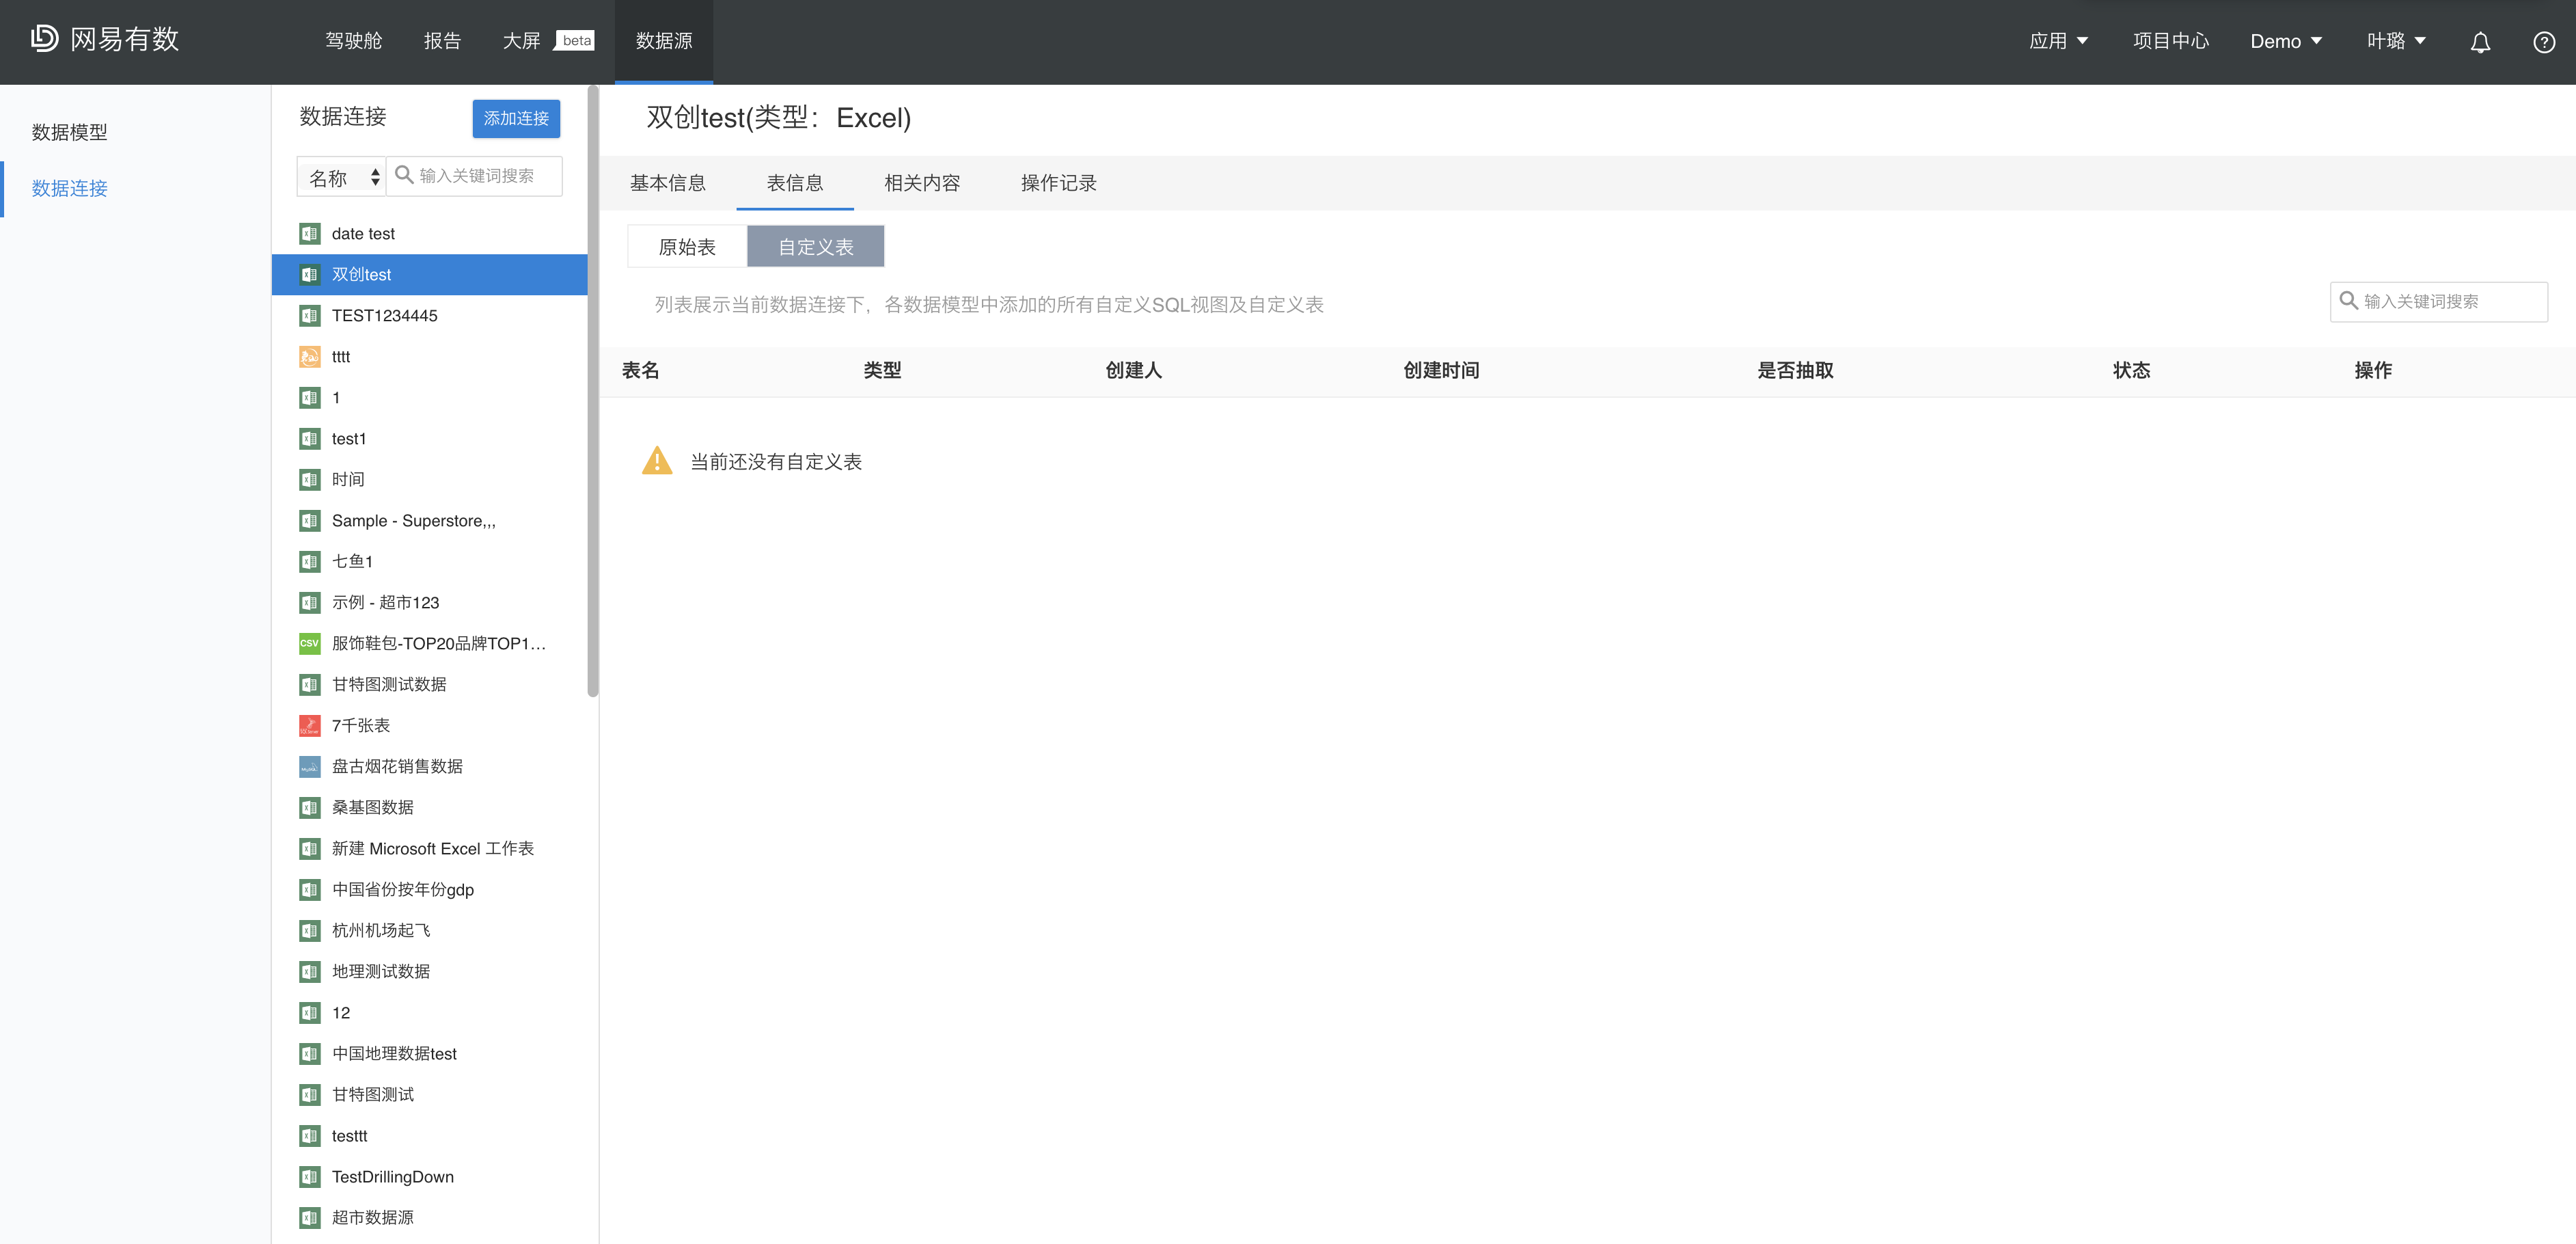 网易有数
驾驶舱 报告 大屏 beta 数据源
应用 项目中心 Demo 叶璐
数据模型
数据连接
数据连接 添加连接
名称 输入关键词搜索
date test
双创test
TEST1234445
tttt
1
test1
时间
Sample - Superstore,,,
七鱼1
示例 - 超市123
CSV 服饰鞋包-TOP20品牌TOP1...
甘特图测试数据
7千张表
盘古烟花销售数据
桑基图数据
新建 Microsoft Excel 工作表
中国省份按年份gdp
杭州机场起飞
地理测试数据
12
中国地理数据test
甘特图测试
testtt
TestDrillingDown
超市数据源
双创test(类型：Excel)
基本信息 表信息 相关内容 操作记录
原始表 自定义表
列表展示当前数据连接下，各数据模型中添加的所有自定义SQL视图及自定义表
输入关键词搜索
表名 类型 创建人 创建时间 是否抽取 状态 操作
当前还没有自定义表